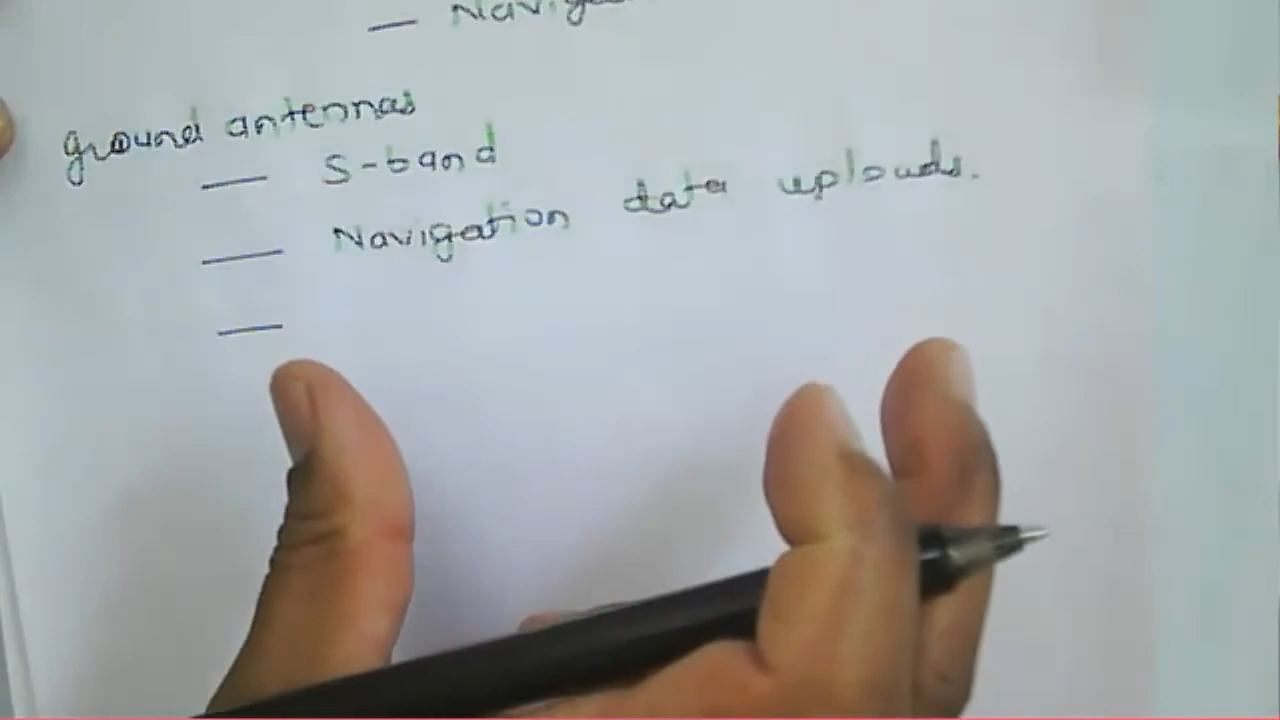 ground antennas
— S-band
— Navigation data uploads.
—